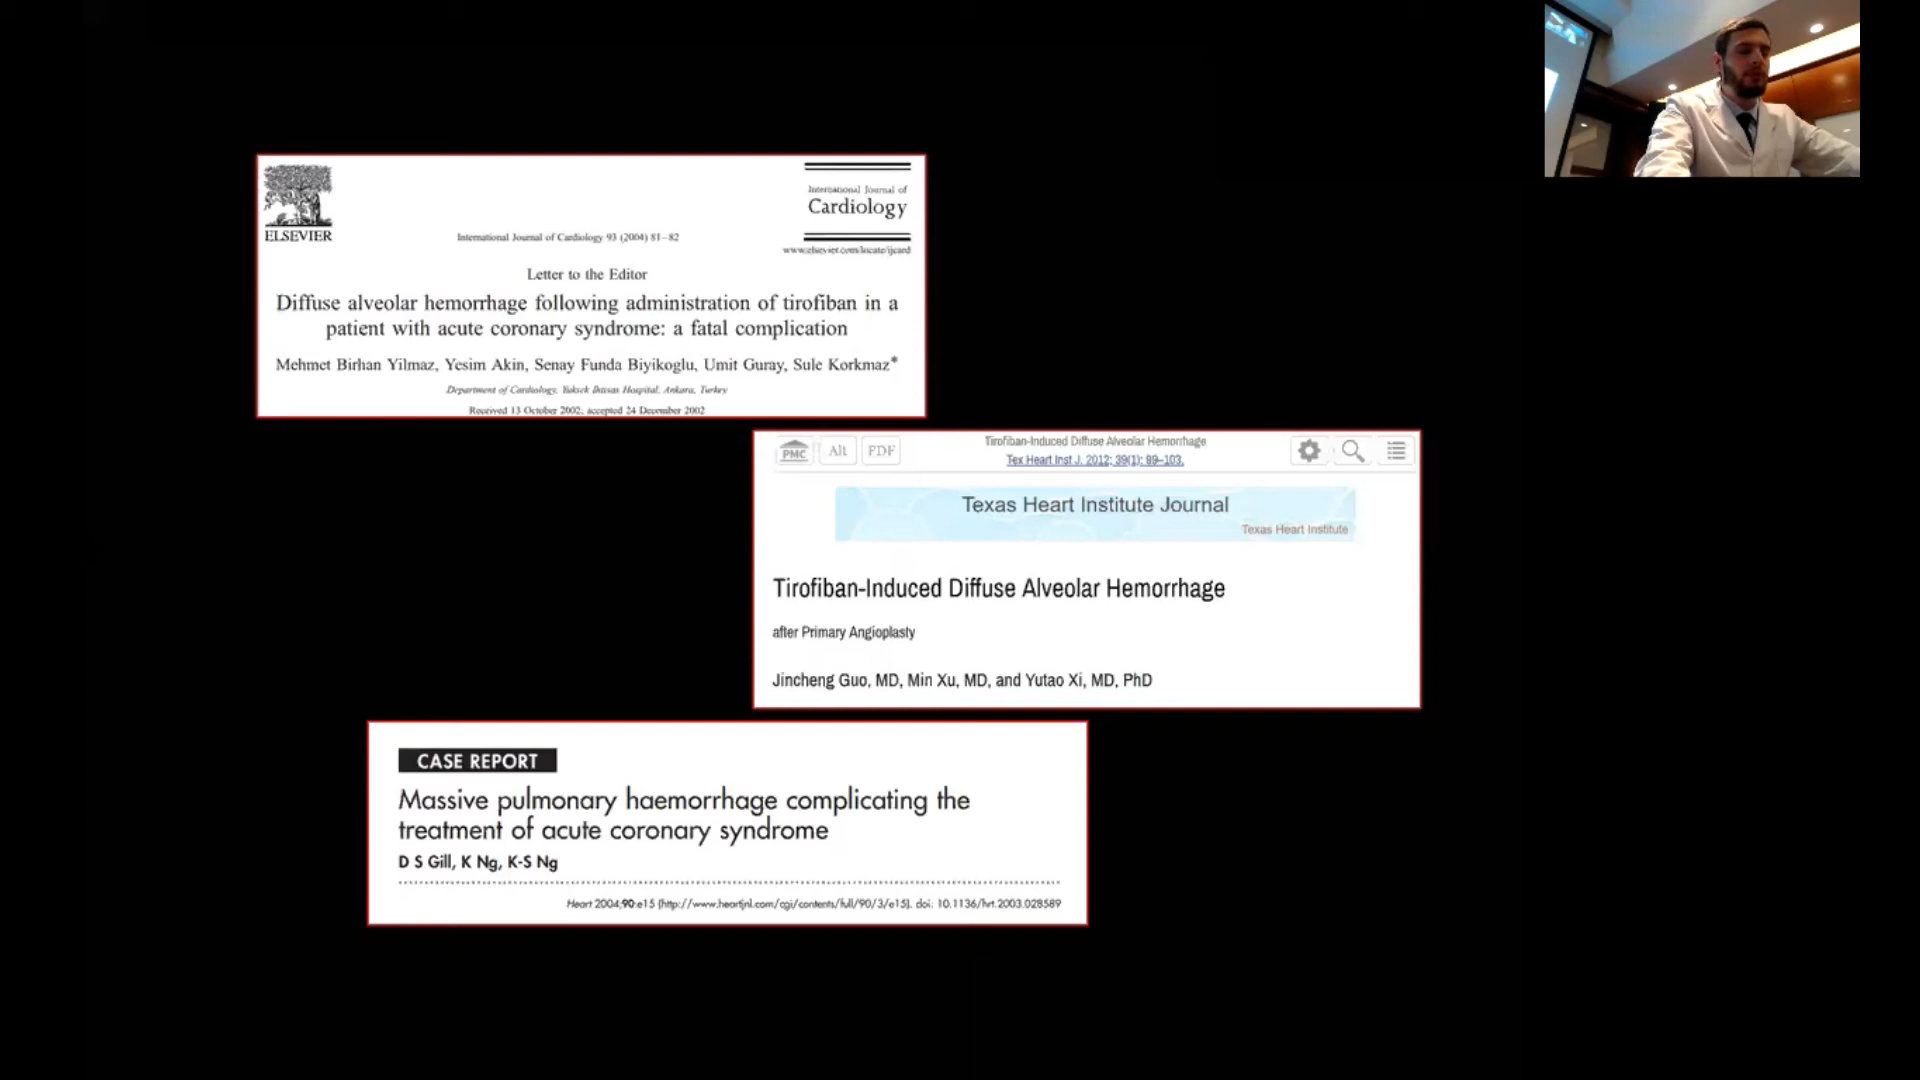 ELSEVIER
International Journal of
Cardiology
International Journal of Cardiology 93 (2004) 81–82
www.elsevier.com/locate/ijcard
Letter to the Editor
Diffuse alveolar hemorrhage following administration of tirofiban in a
patient with acute coronary syndrome: a fatal complication
Mehmet Birhan Yilmaz, Yesim Akin, Senay Funda Biyikoglu, Umit Guray, Sule Korkmaz*
Department of Cardiology, Yuksek Ihtisas Hospital, Ankara, Turkey
Received 13 October 2002; accepted 24 December 2002
PMC
Alt
PDF
Tirofiban-Induced Diffuse Alveolar Hemorrhage
Tex Heart Inst J. 2012; 39(1): 99–103.
Texas Heart Institute Journal
Texas Heart Institute
Tirofiban-Induced Diffuse Alveolar Hemorrhage
after Primary Angioplasty
Jincheng Guo, MD, Min Xu, MD, and Yutao Xi, MD, PhD
CASE REPORT
Massive pulmonary haemorrhage complicating the
treatment of acute coronary syndrome
D S Gill, K Ng, K-S Ng
Heart 2004;90:e15 (http://www.heartjnl.com/cgi/contents/full/90/3/e15). doi: 10.1136/hrt.2003.028589